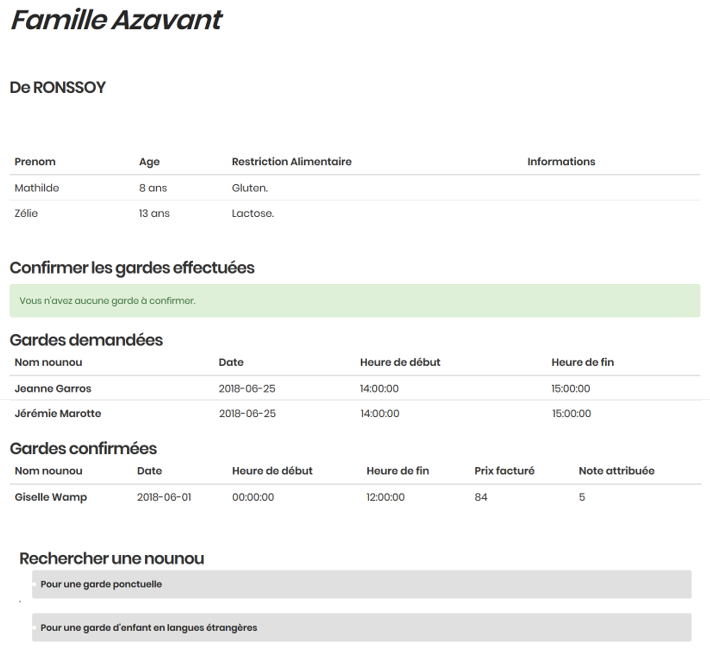 Famille Azavant
De RONSSOY
Prenom Age Restriction Alimentaire Informations
Mathilde 8 ans Gluten.
Zélie 13 ans Lactose.
Confirmer les gardes effectuées
Vous n'avez aucune garde à confirmer.
Gardes demandées
Nom nounou Date Heure de début Heure de fin
Jeanne Garros 2018-06-25 14:00:00 15:00:00
Jérémie Marotte 2018-06-25 14:00:00 15:00:00
Gardes confirmées
Nom nounou Date Heure de début Heure de fin Prix facturé Note attribuée
Giselle Wamp 2018-06-01 00:00:00 12:00:00 84 5
Rechercher une nounou
Pour une garde ponctuelle
Pour une garde d'enfant en langues étrangères